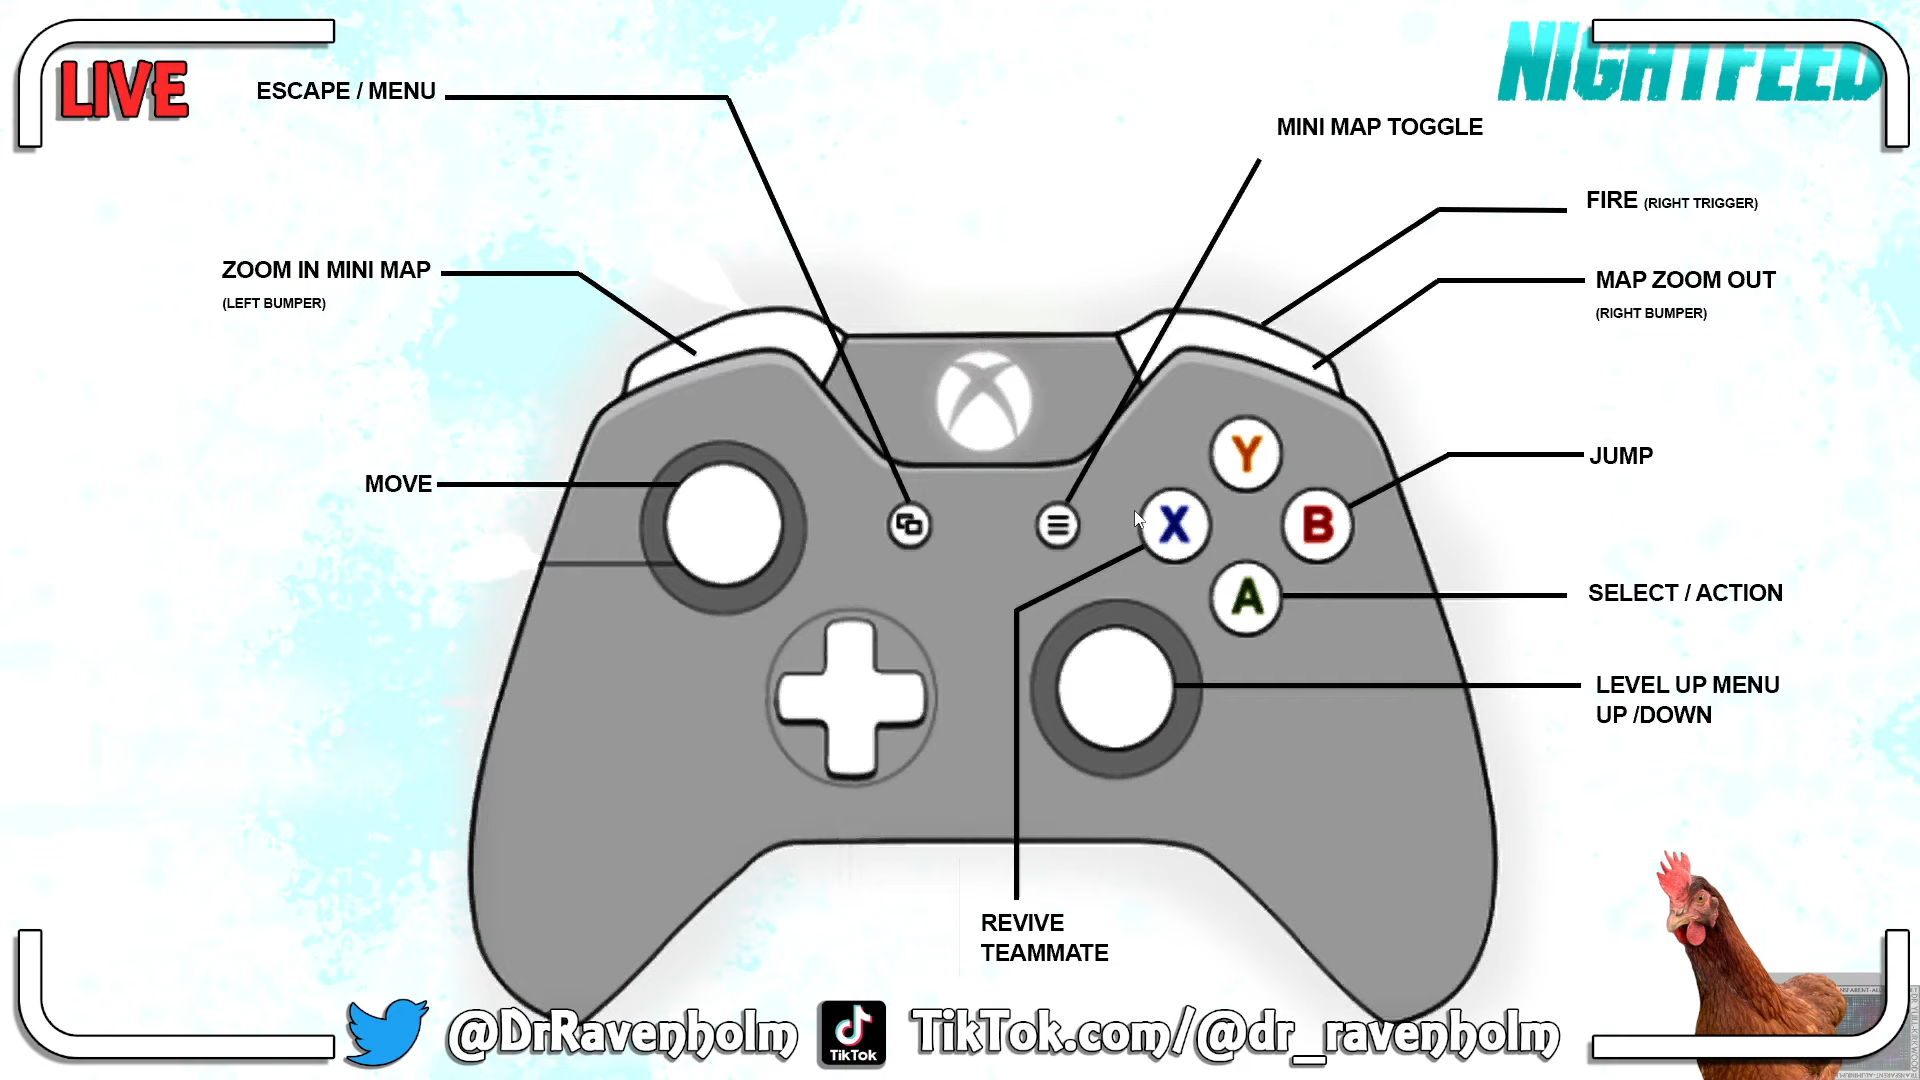 LIVE
NIGHTFEED
ESCAPE / MENU
MINI MAP TOGGLE
FIRE (RIGHT TRIGGER)
ZOOM IN MINI MAP
(LEFT BUMPER)
MAP ZOOM OUT
(RIGHT BUMPER)
MOVE
JUMP
Y
X
B
A
SELECT / ACTION
LEVEL UP MENU
UP /DOWN
REVIVE
TEAMMATE
@DrRavenholm
TikTok
TikTok.com/@dr_ravenholm